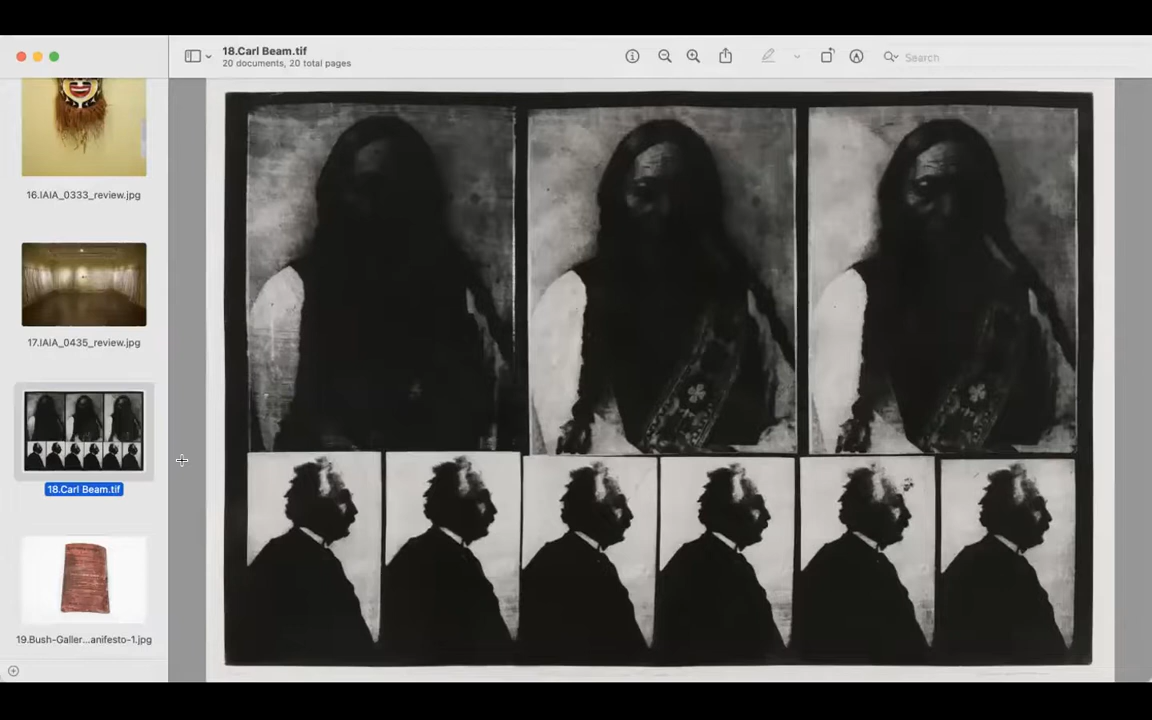 18.Carl Beam.tif
20 documents, 20 total pages
Search
16.IAIA_0333_review.jpg
17.IAIA_0435_review.jpg
18.Carl Beam.tif
19.Bush-Galler...anifesto-1.jpg